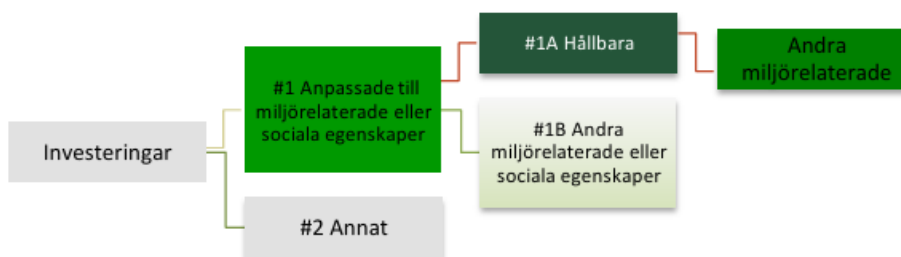 Investeringar
#1 Anpassade till
miljörelaterade eller
sociala egenskaper
#2 Annat
#1A Hållbara
#1B Andra
miljörelaterade eller
sociala egenskaper
Andra
miljörelaterade